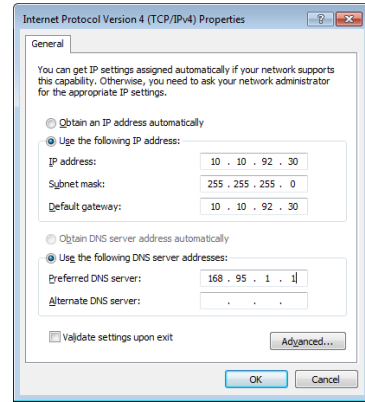 Internet Protocol Version 4 (TCP/IPv4) Properties
General
You can get IP settings assigned automatically if your network supports
this capability. Otherwise, you need to ask your network administrator
for the appropriate IP settings.
Obtain an IP address automatically
Use the following IP address:
IP address: 10 . 10 . 92 . 30
Subnet mask: 255 . 255 . 255 . 0
Default gateway: 10 . 10 . 92 . 30
Obtain DNS server address automatically
Use the following DNS server addresses:
Preferred DNS server: 168 . 95 . 1 . 1
Alternate DNS server: . . .
Validate settings upon exit
Advanced...
OK Cancel